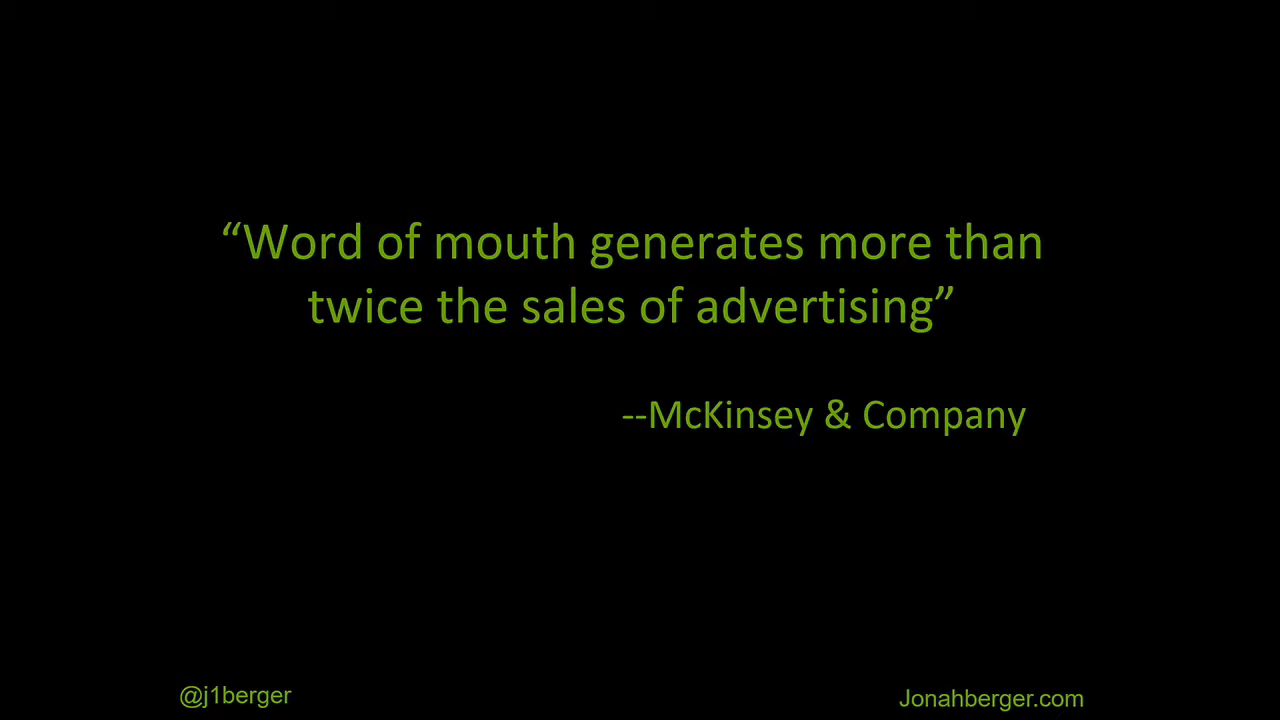 “Word of mouth generates more than
twice the sales of advertising”
--McKinsey & Company
@j1berger
Jonahberger.com